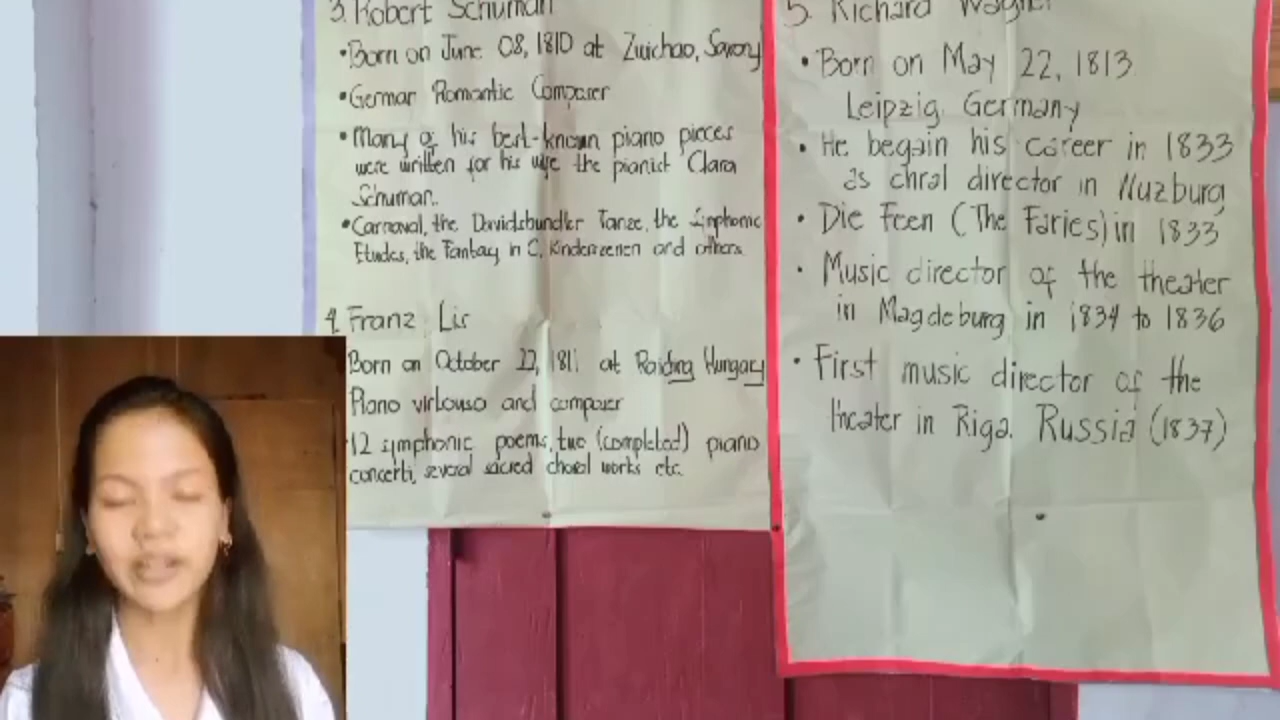 3. Robert Schuman
• Born on June 08, 1810 at Zwichao, Saxony
• German Romantic Composer
• Many of his best-known piano pieces
were written for his wife the pianist Clara
Schuman.
• Carnaval, the Davidsbundler Tanze, the Simphonic
Etudes, the Fantasy in C, Kinderzenen and others
4. Franz Lis
Born on October 22, 1811 at Raiding Hungary
Piano virtouso and composer
12 symphonic poems, two (completed) piano
concerti, several sacred choral works etc.
5. Richard Wagner
• Born on May 22, 1813
Leipzig, Germany
• He begain his career in 1833
as chral director in Nuzburg
• Die Feen (The Faries) in 1833
• Music director of the theater
in Magdeburg in 1834 to 1836
• First music director of the
theater in Riga. Russia (1837)